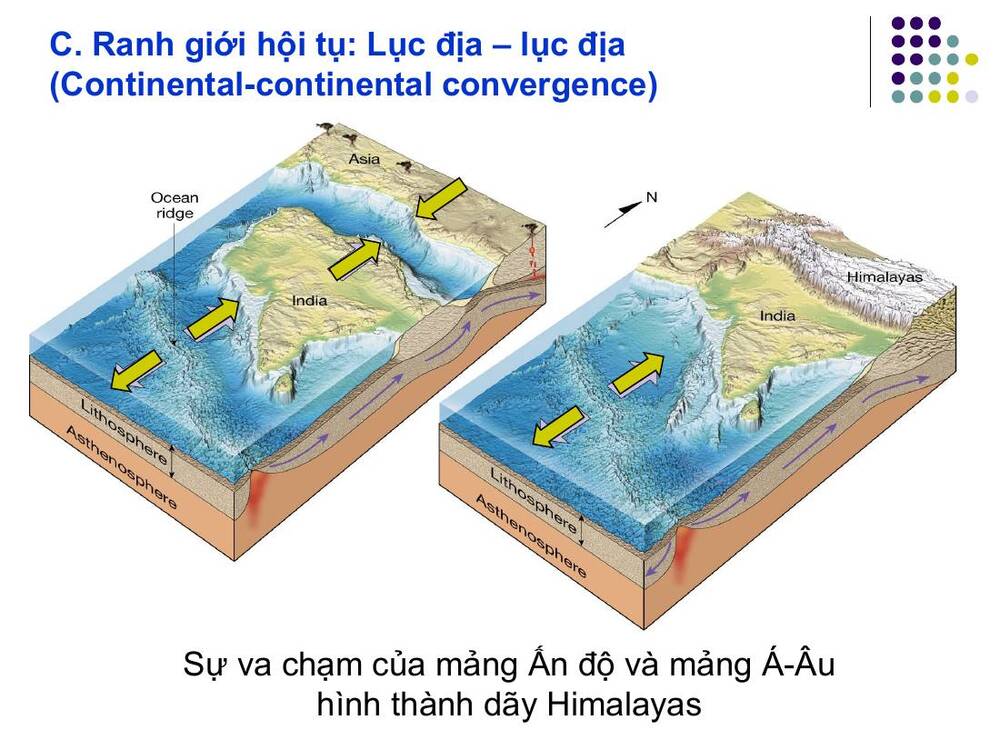 C. Ranh giới hội tụ: Lục địa – lục địa
(Continental-continental convergence)
Asia
Ocean
ridge
India
Lithosphere
Asthenosphere
N
Himalayas
India
Lithosphere
Asthenosphere
Sự va chạm của mảng Ấn độ và mảng Á-Âu
hình thành dãy Himalayas